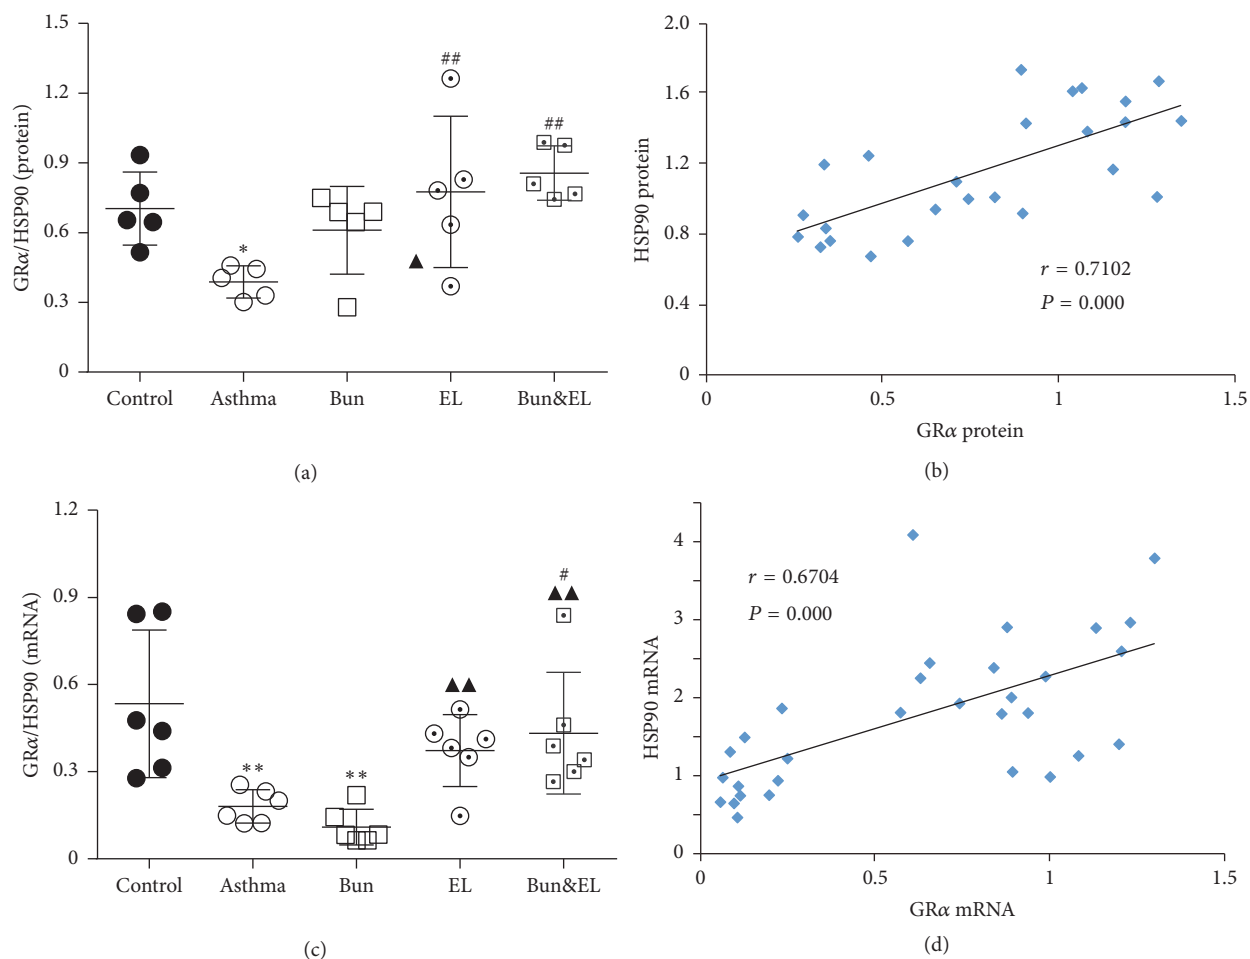 GRα/HSP90 (protein)
1.5
1.2
0.9
0.6
0.3
0
*
##
##
Control Asthma Bun EL Bun&EL
(a)
HSP90 protein
2.0
1.6
1.2
0.8
0.4
0
r = 0.7102
P = 0.000
0 0.5 1 1.5
GRα protein
(b)
GRα/HSP90 (mRNA)
1.2
0.9
0.6
0.3
0
**
**
#
Control Asthma Bun EL Bun&EL
(c)
HSP90 mRNA
4
3
2
1
0
r = 0.6704
P = 0.000
0 0.5 1 1.5
GRα mRNA
(d)